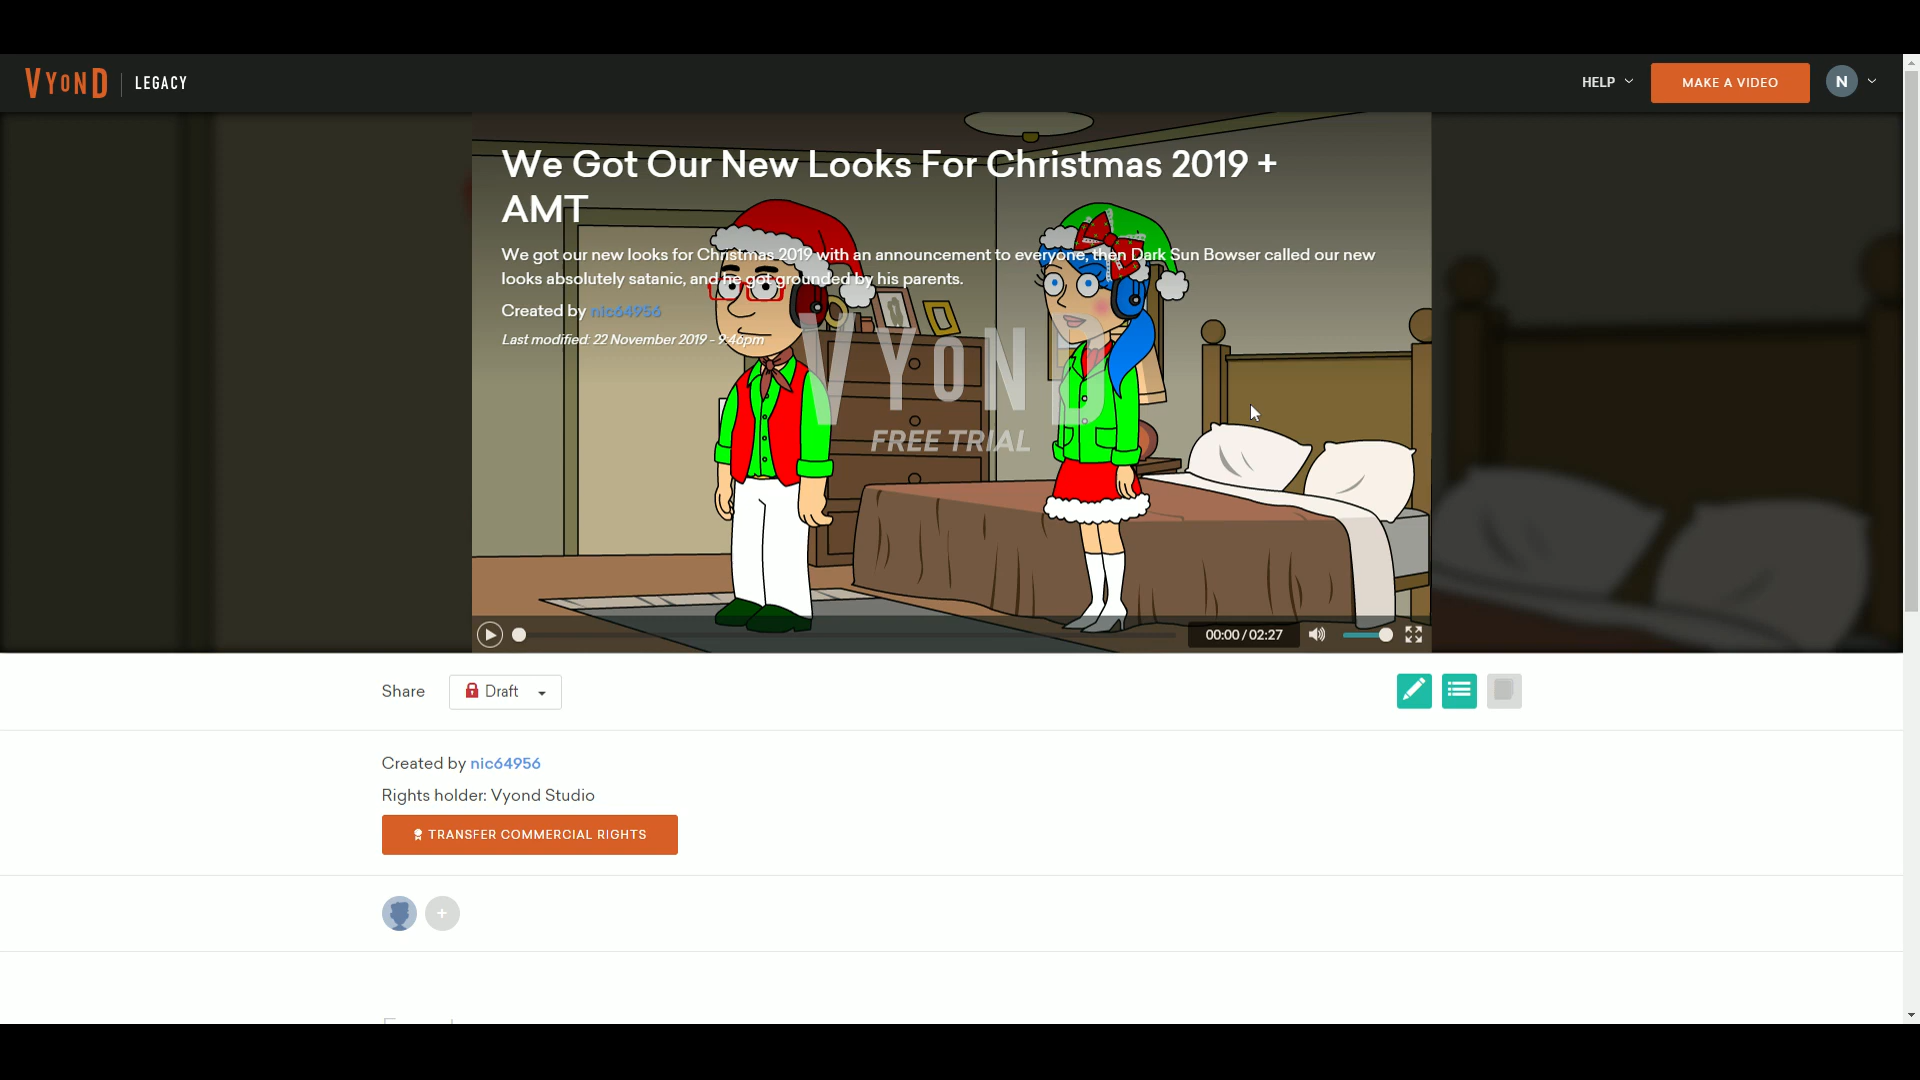 VYOND LEGACY
HELP
MAKE A VIDEO
N
We Got Our New Looks For Christmas 2019 +
AMT
We got our new looks for Christmas 2019 with an announcement to everyone, then Dark Sun Bowser called our new
looks absolutely satanic, and he got grounded by his parents.
Created by nic64956
Last modified: 22 November 2019 - 9:46pm
VYOND
FREE TRIAL
00:00 / 02:27
Share
Draft
Created by nic64956
Rights holder: Vyond Studio
TRANSFER COMMERCIAL RIGHTS
+